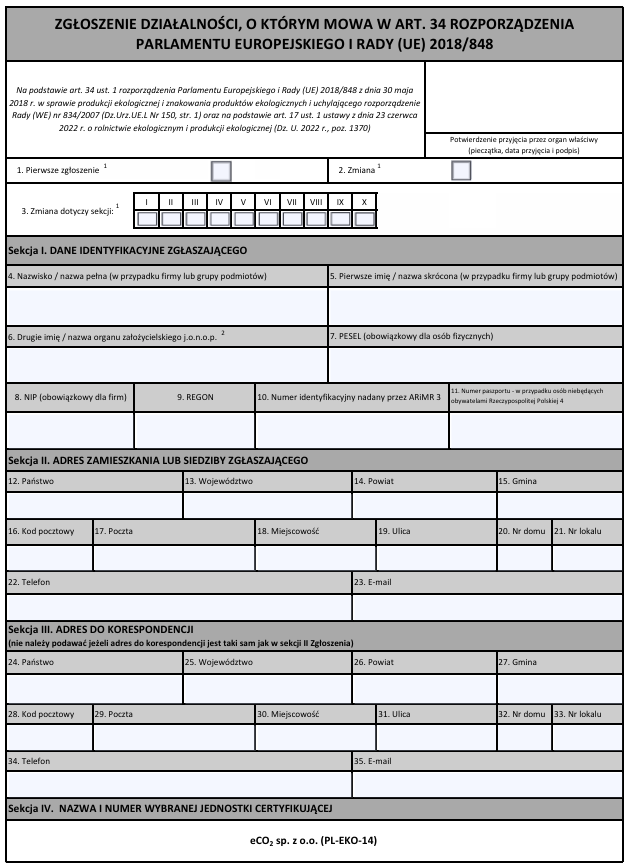 ZGŁOSZENIE DZIAŁALNOŚCI, O KTÓRYM MOWA W ART. 34 ROZPORZĄDZENIA
PARLAMENTU EUROPEJSKIEGO I RADY (UE) 2018/848
Na podstawie art. 34 ust. 1 rozporządzenia Parlamentu Europejskiego i Rady (UE) 2018/848 z dnia 30 maja
2018 r. w sprawie produkcji ekologicznej i znakowania produktów ekologicznych i uchylającego rozporządzenie
Rady (WE) nr 834/2007 (Dz.Urz.UE.L Nr 150, str. 1) oraz na podstawie art. 17 ust. 1 ustawy z dnia 23 czerwca
2022 r. o rolnictwie ekologicznym i produkcji ekologicznej (Dz. U. 2022 r., poz. 1370)
Potwierdzenie przyjęcia przez organ właściwy
(pieczątka, data przyjęcia i podpis)
1. Pierwsze zgłoszenie 1
2. Zmiana 1
3. Zmiana dotyczy sekcji: 1
I II III IV V VI VII VIII IX X
Sekcja I. DANE IDENTYFIKACYJNE ZGŁASZAJĄCEGO
4. Nazwisko / nazwa pełna (w przypadku firmy lub grupy podmiotów)
5. Pierwsze imię / nazwa skrócona (w przypadku firmy lub grupy podmiotów)
6. Drugie imię / nazwa organu założycielskiego j.o.n.o.p. 2
7. PESEL (obowiązkowy dla osób fizycznych)
8. NIP (obowiązkowy dla firm)
9. REGON
10. Numer identyfikacyjny nadany przez ARiMR 3
11. Numer paszportu - w przypadku osób niebędących
obywatelami Rzeczypospolitej Polskiej 4
Sekcja II. ADRES ZAMIESZKANIA LUB SIEDZIBY ZGŁASZAJĄCEGO
12. Państwo
13. Województwo
14. Powiat
15. Gmina
16. Kod pocztowy
17. Poczta
18. Miejscowość
19. Ulica
20. Nr domu
21. Nr lokalu
22. Telefon
23. E-mail
Sekcja III. ADRES DO KORESPONDENCJI
(nie należy podawać jeżeli adres do korespondencji jest taki sam jak w sekcji II Zgłoszenia)
24. Państwo
25. Województwo
26. Powiat
27. Gmina
28. Kod pocztowy
29. Poczta
30. Miejscowość
31. Ulica
32. Nr domu
33. Nr lokalu
34. Telefon
35. E-mail
Sekcja IV. NAZWA I NUMER WYBRANEJ JEDNOSTKI CERTYFIKUJĄCEJ
eCO₂ sp. z o.o. (PL-EKO-14)